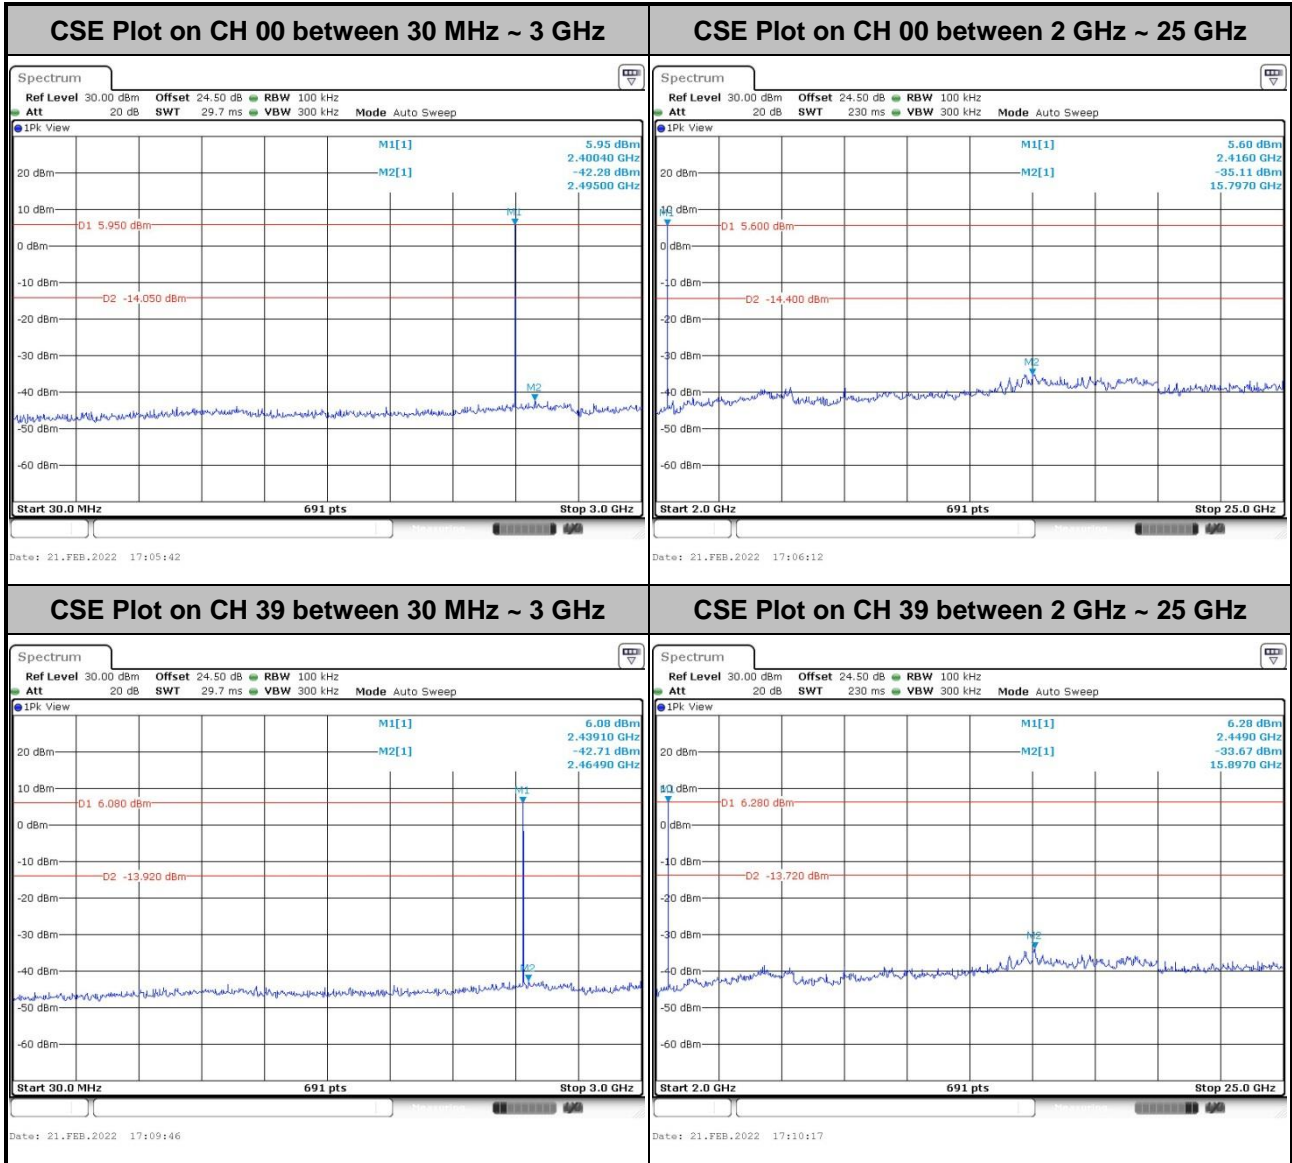 CSE Plot on CH 00 between 30 MHz ~ 3 GHz
Spectrum
Ref Level 30.00 dBm Offset 24.50 dB RBW 100 kHz
Att 20 dB SWT 29.7 ms VBW 300 kHz Mode Auto Sweep
1Pk View
M1[1] 5.95 dBm
2.40040 GHz
M2[1] -42.28 dBm
2.49500 GHz
20 dBm
10 dBm
M1
D1 5.950 dBm
0 dBm
-10 dBm
D2 -14.050 dBm
-20 dBm
-30 dBm
M2
-40 dBm
-50 dBm
-60 dBm
Start 30.0 MHz 691 pts Stop 3.0 GHz
Date: 21.FEB.2022 17:05:42
CSE Plot on CH 00 between 2 GHz ~ 25 GHz
Spectrum
Ref Level 30.00 dBm Offset 24.50 dB RBW 100 kHz
Att 20 dB SWT 230 ms VBW 300 kHz Mode Auto Sweep
1Pk View
M1[1] 5.60 dBm
2.4160 GHz
M2[1] -35.11 dBm
15.7970 GHz
20 dBm
10 dBm
M1
D1 5.600 dBm
0 dBm
-10 dBm
D2 -14.400 dBm
-20 dBm
-30 dBm
M2
-40 dBm
-50 dBm
-60 dBm
Start 2.0 GHz 691 pts Stop 25.0 GHz
Date: 21.FEB.2022 17:06:12
CSE Plot on CH 39 between 30 MHz ~ 3 GHz
Spectrum
Ref Level 30.00 dBm Offset 24.50 dB RBW 100 kHz
Att 20 dB SWT 29.7 ms VBW 300 kHz Mode Auto Sweep
1Pk View
M1[1] 6.08 dBm
2.43910 GHz
M2[1] -42.71 dBm
2.46490 GHz
20 dBm
10 dBm
M1
D1 6.080 dBm
0 dBm
-10 dBm
D2 -13.920 dBm
-20 dBm
-30 dBm
M2
-40 dBm
-50 dBm
-60 dBm
Start 30.0 MHz 691 pts Stop 3.0 GHz
Date: 21.FEB.2022 17:09:46
CSE Plot on CH 39 between 2 GHz ~ 25 GHz
Spectrum
Ref Level 30.00 dBm Offset 24.50 dB RBW 100 kHz
Att 20 dB SWT 230 ms VBW 300 kHz Mode Auto Sweep
1Pk View
M1[1] 6.28 dBm
2.4490 GHz
M2[1] -33.67 dBm
15.8970 GHz
20 dBm
10 dBm
M1
D1 6.280 dBm
0 dBm
-10 dBm
D2 -13.720 dBm
-20 dBm
-30 dBm
M2
-40 dBm
-50 dBm
-60 dBm
Start 2.0 GHz 691 pts Stop 25.0 GHz
Date: 21.FEB.2022 17:10:17